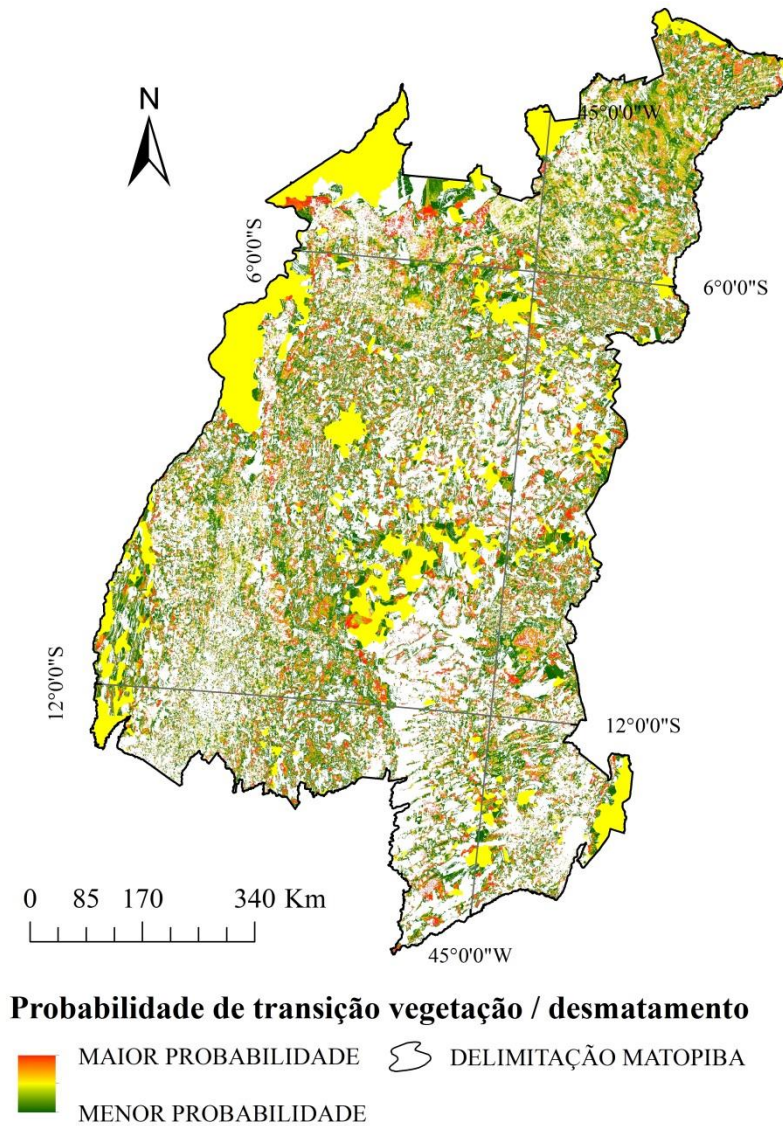 N
45°0'0"W
6°0'0"S
6°0'0"S
12°0'0"S
12°0'0"S
0 85 170 340 Km
45°0'0"W
Probabilidade de transição vegetação / desmatamento
MAIOR PROBABILIDADE DELIMITAÇÃO MATOPIBA
MENOR PROBABILIDADE